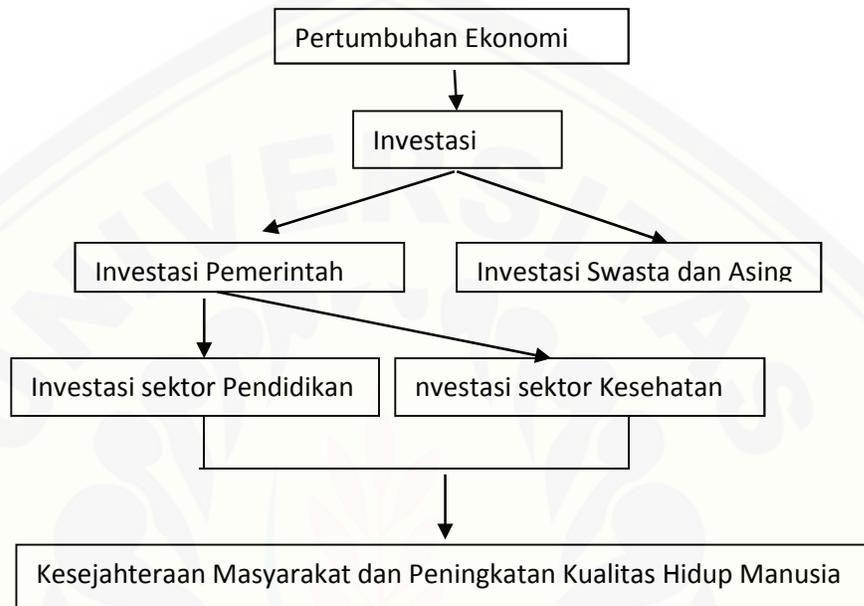 UNIVERSITAS
Pertumbuhan Ekonomi
Investasi
Investasi Pemerintah
Investasi Swasta dan Asing
Investasi sektor Pendidikan
nvestasi sektor Kesehatan
Kesejahteraan Masyarakat dan Peningkatan Kualitas Hidup Manusia